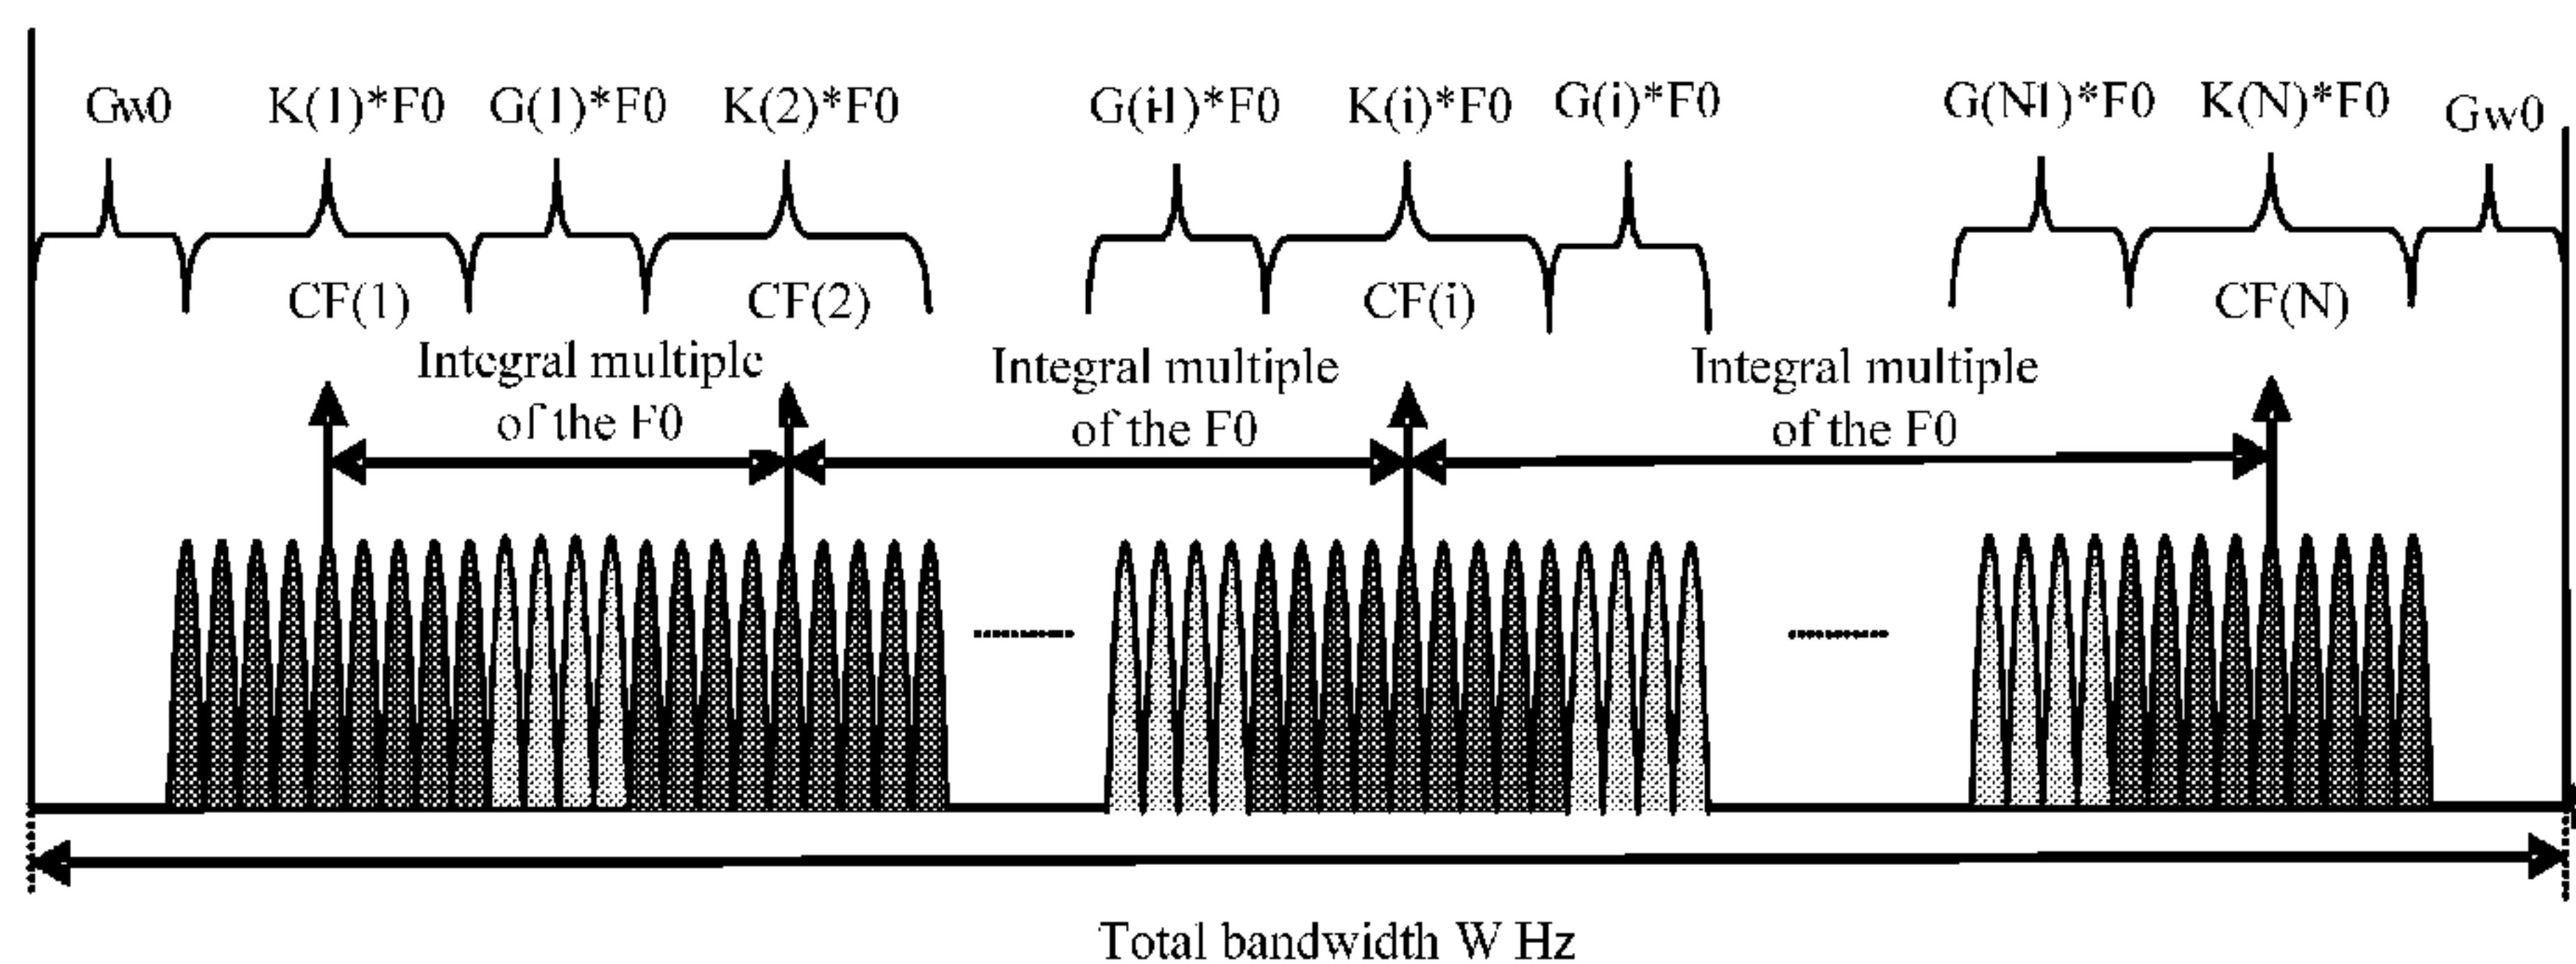 Gw0 K(1)*F0 G(1)*F0 K(2)*F0 G(i-1)*F0 K(i)*F0 G(i)*F0 G(N-1)*F0 K(N)*F0 Gw0
CF(1) CF(2) CF(i) CF(N)
Integral multiple
of the F0
Integral multiple
of the F0
Integral multiple
of the F0
Total bandwidth W Hz